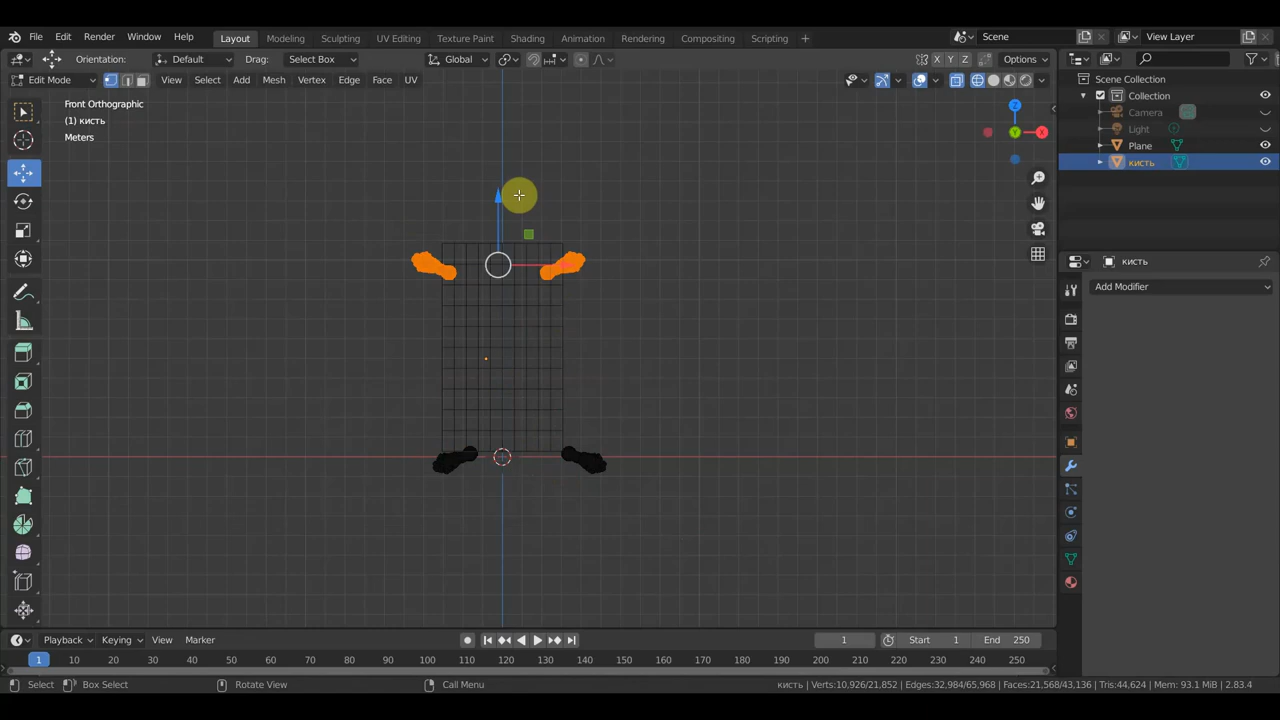 File Edit Render Window Help Layout Modeling Sculpting UV Editing Texture Paint Shading Animation Rendering Compositing Scripting + Scene View Layer
Orientation: Default Drag: Select Box Global X Y Z Options
Edit Mode View Select Add Mesh Vertex Edge Face UV
Scene Collection
Collection
Camera
Light
Plane
кисть
Front Orthographic
(1) кисть
Meters
Z
Y
X
кисть
Add Modifier
Playback Keying View Marker 1 Start 1 End 250
1 10 20 30 40 50 60 70 80 90 100 110 120 130 140 150 160 170 180 190 200 210 220 230 240 250
Select Box Select Rotate View Call Menu кисть | Verts:10,926/21,852 | Edges:32,984/65,968 | Faces:21,568/43,136 | Tris:44,624 | Mem: 93.1 MiB | 2.83.4